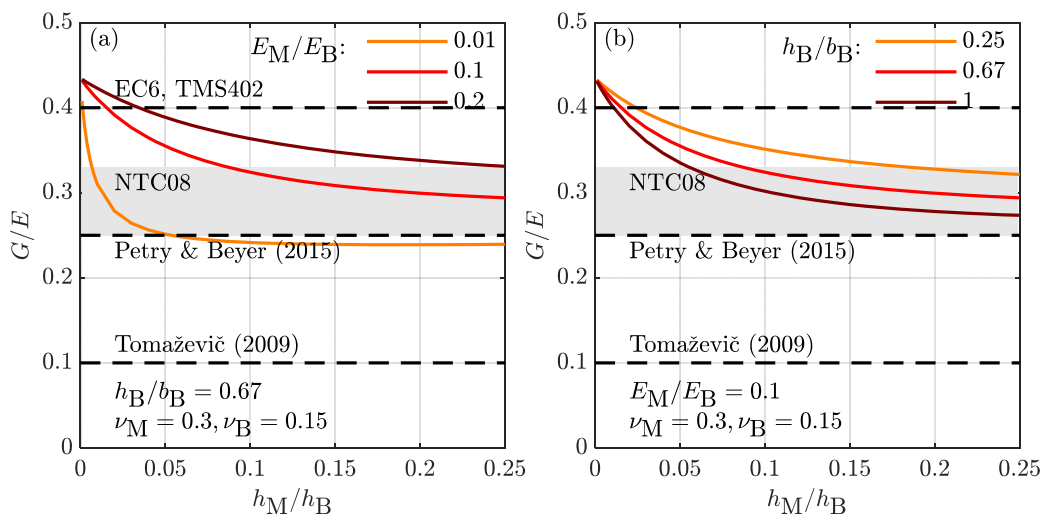 (a)
E_M/E_B:
0.01
0.1
0.2
EC6, TMS402
NTC08
Petry & Beyer (2015)
Tomaževič (2009)
h_B/b_B = 0.67
ν_M = 0.3, ν_B = 0.15
G/E
0.5
0.4
0.3
0.2
0.1
0
0 0.05 0.1 0.15 0.2 0.25
h_M/h_B
(b)
h_B/b_B:
0.25
0.67
1
NTC08
Petry & Beyer (2015)
Tomaževič (2009)
E_M/E_B = 0.1
ν_M = 0.3, ν_B = 0.15
G/E
0.5
0.4
0.3
0.2
0.1
0
0 0.05 0.1 0.15 0.2 0.25
h_M/h_B